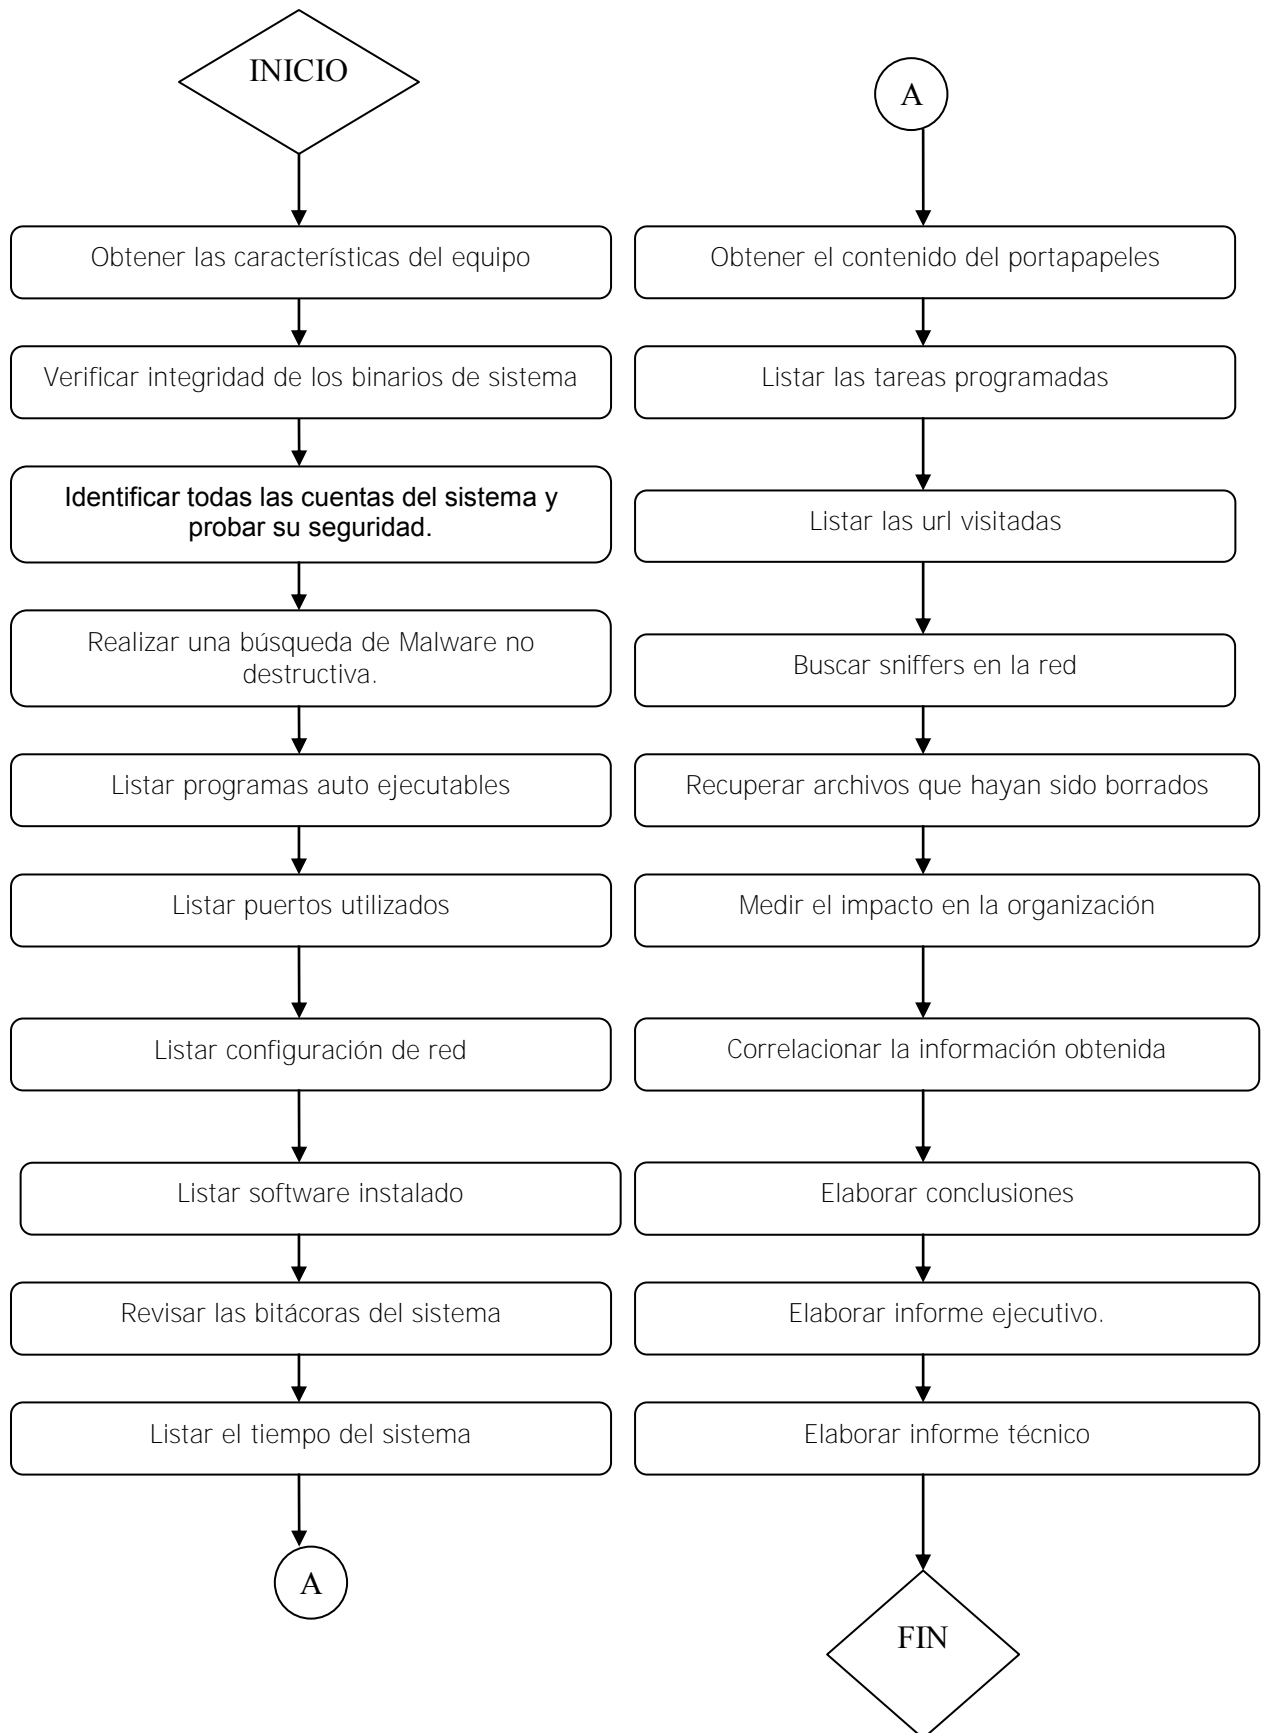 INICIO
Obtener las características del equipo
Verificar integridad de los binarios de sistema
Identificar todas las cuentas del sistema y
probar su seguridad.
Realizar una búsqueda de Malware no
destructiva.
Listar programas auto ejecutables
Listar puertos utilizados
Listar configuración de red
Listar software instalado
Revisar las bitácoras del sistema
Listar el tiempo del sistema
A
A
Obtener el contenido del portapapeles
Listar las tareas programadas
Listar las url visitadas
Buscar sniffers en la red
Recuperar archivos que hayan sido borrados
Medir el impacto en la organización
Correlacionar la información obtenida
Elaborar conclusiones
Elaborar informe ejecutivo.
Elaborar informe técnico
FIN